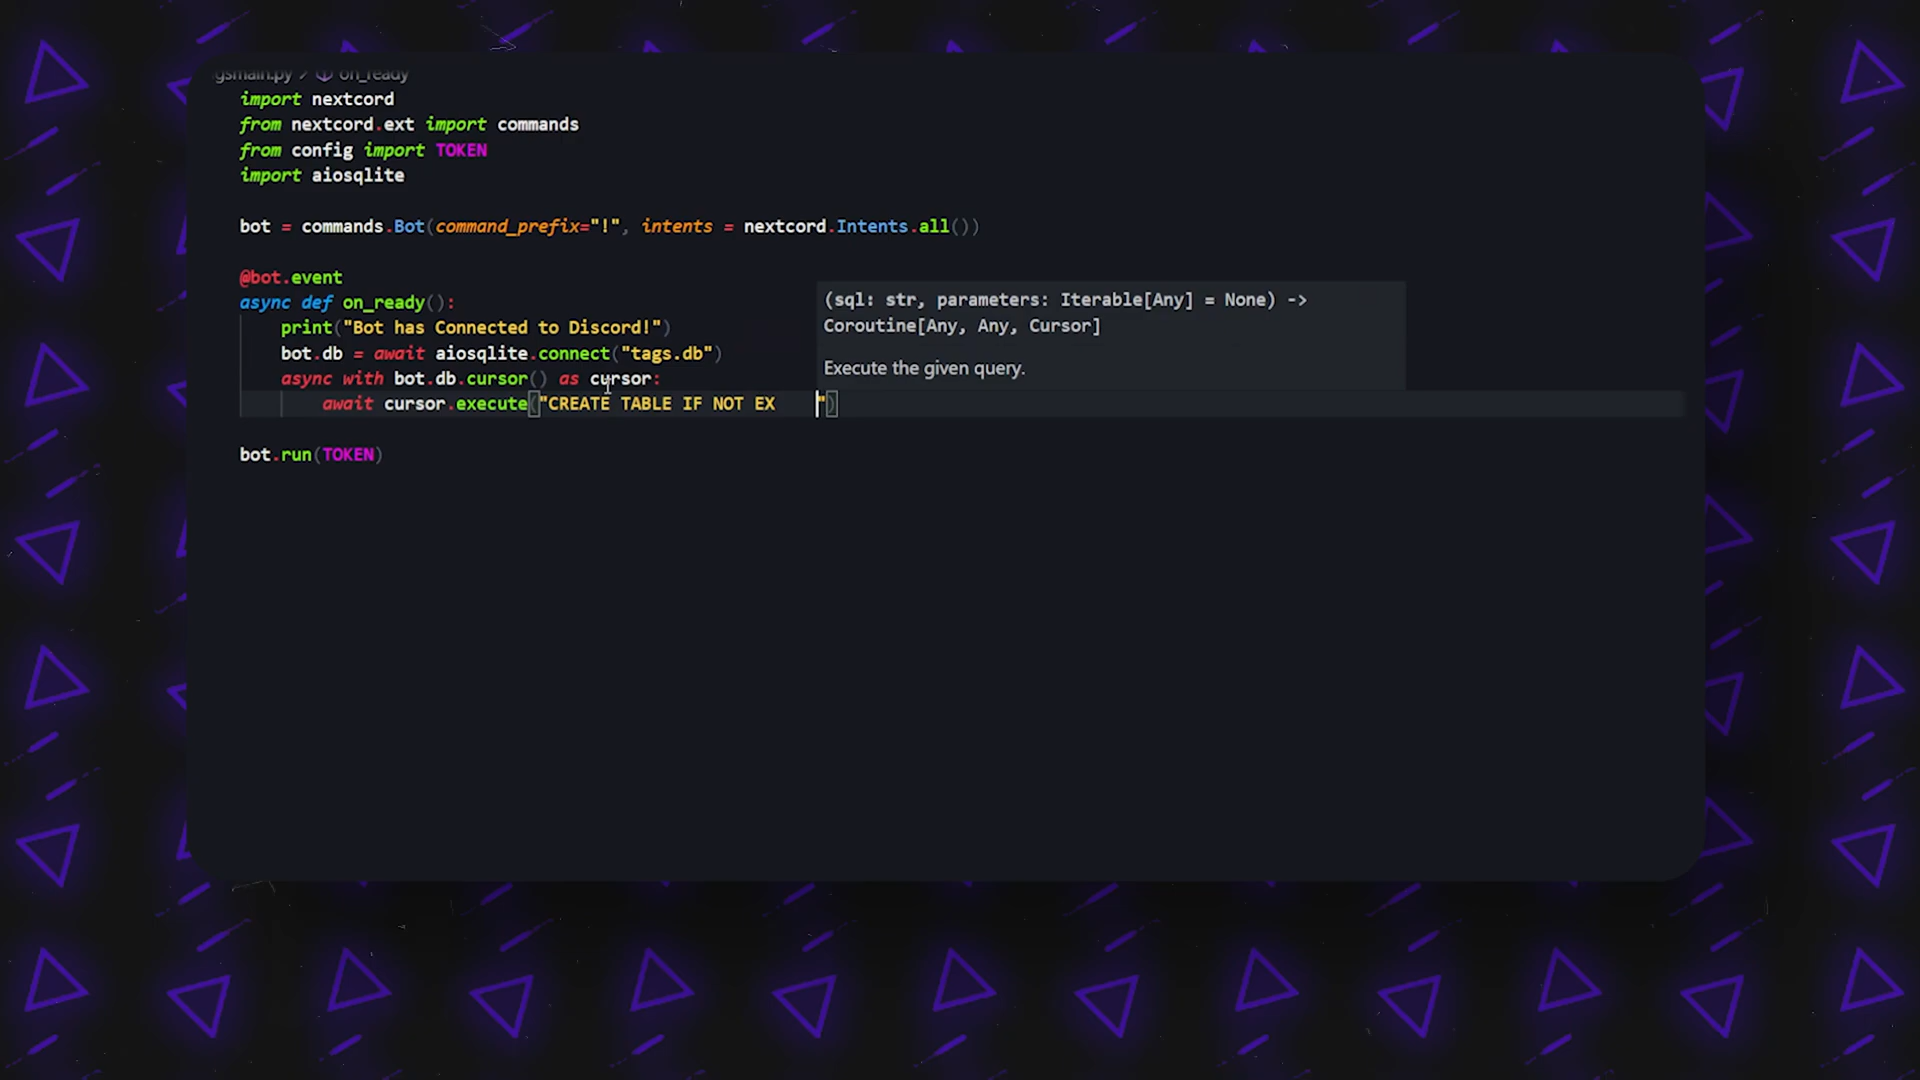 gsmain.py > on_ready
import nextcord
from nextcord.ext import commands
from config import TOKEN
import aiosqlite
bot = commands.Bot(command_prefix="!", intents = nextcord.Intents.all())
@bot.event
async def on_ready():
    print("Bot has Connected to Discord!")
    bot.db = await aiosqlite.connect("tags.db")
    async with bot.db.cursor() as cursor:
        await cursor.execute("CREATE TABLE IF NOT EX    ")
(sql: str, parameters: Iterable[Any] = None) ->
Coroutine[Any, Any, Cursor]
Execute the given query.
bot.run(TOKEN)